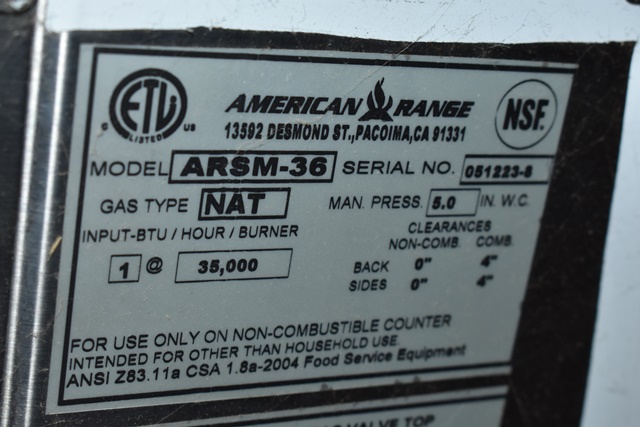 ETL
C LISTED US
AMERICAN RANGE
13592 DESMOND ST.,PACOIMA,CA 91331
NSF.
MODEL ARSM-36 SERIAL NO. 051223-8
GAS TYPE NAT MAN. PRESS. 5.0 IN. W.C.
INPUT-BTU / HOUR / BURNER
CLEARANCES
NON-COMB. COMB.
1 @ 35,000
BACK 0" 4"
SIDES 0" 4"
FOR USE ONLY ON NON-COMBUSTIBLE COUNTER
INTENDED FOR OTHER THAN HOUSEHOLD USE.
ANSI Z83.11a CSA 1.8a-2004 Food Service Equipment
VALVE TOP